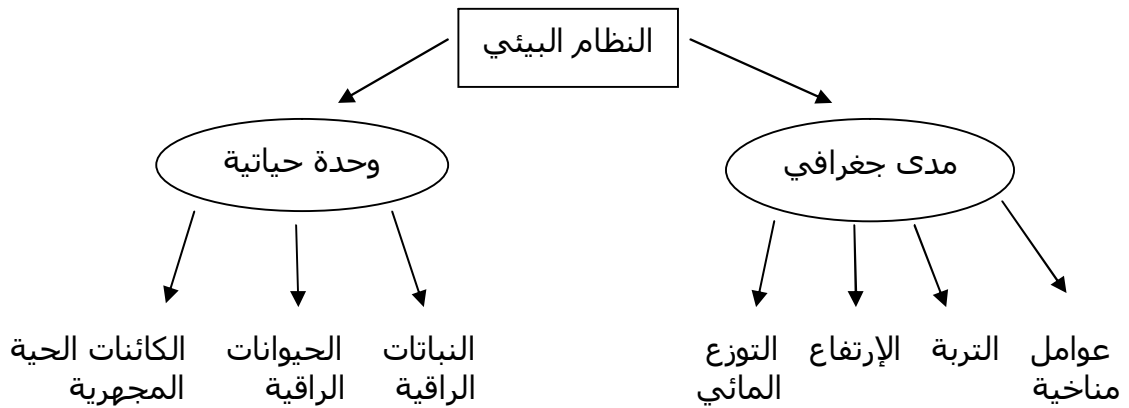 النظام البيئي
مدى جغرافي
وحدة حياتية
عوامل
مناخية
التربة
الإرتفاع
التوزع
المائي
النباتات
الراقية
الحيوانات
الراقية
الكائنات الحية
المجهرية